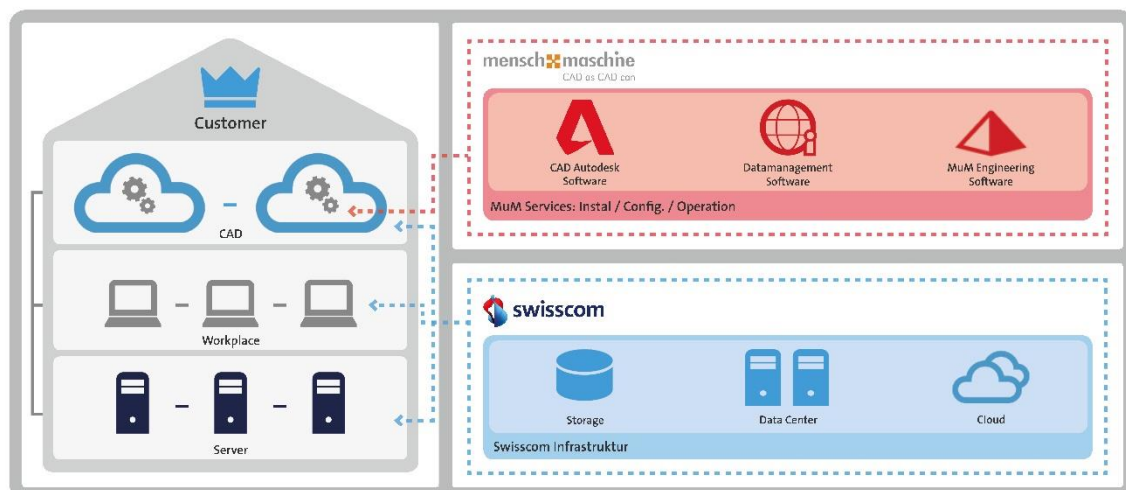 Customer
CAD
Workplace
Server
mensch maschine
CAD as CAD can
CAD Autodesk
Software
Datamanagement
Software
MuM Engineering
Software
MuM Services: Instal / Config. / Operation
swisscom
Storage
Data Center
Cloud
Swisscom Infrastruktur